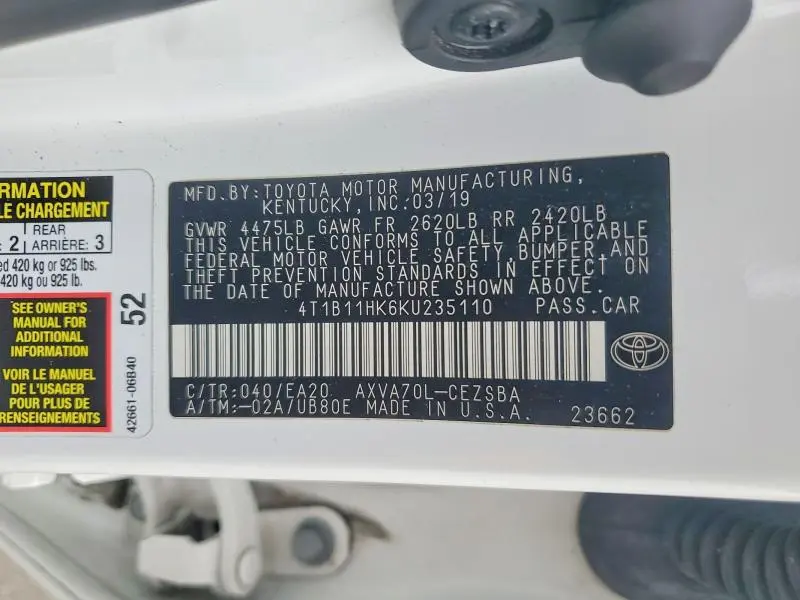 RMATION
LE CHARGEMENT
2 | REAR
ARRIÈRE: 3
ed 420 kg or 925 lbs.
420 kg ou 925 lb.
SEE OWNER'S
MANUAL FOR
ADDITIONAL
INFORMATION
VOIR LE MANUEL
DE L'USAGER
POUR PLUS DE
RENSEIGNEMENTS
52
42661-06B40
MFD.BY:TOYOTA MOTOR MANUFACTURING,
KENTUCKY,INC.03/19
GVWR 4475LB GAWR FR 2620LB RR 2420LB
THIS VEHICLE CONFORMS TO ALL APPLICABLE
FEDERAL MOTOR VEHICLE SAFETY,BUMPER,AND
THEFT PREVENTION STANDARDS IN EFFECT ON
THE DATE OF MANUFACTURE SHOWN ABOVE.
4T1B11HK6KU235110 PASS.CAR
C/TR:040/EA20 AXVA70L-CEZSBA
A/TM:-02A/UB80E MADE IN U.S.A. 23662